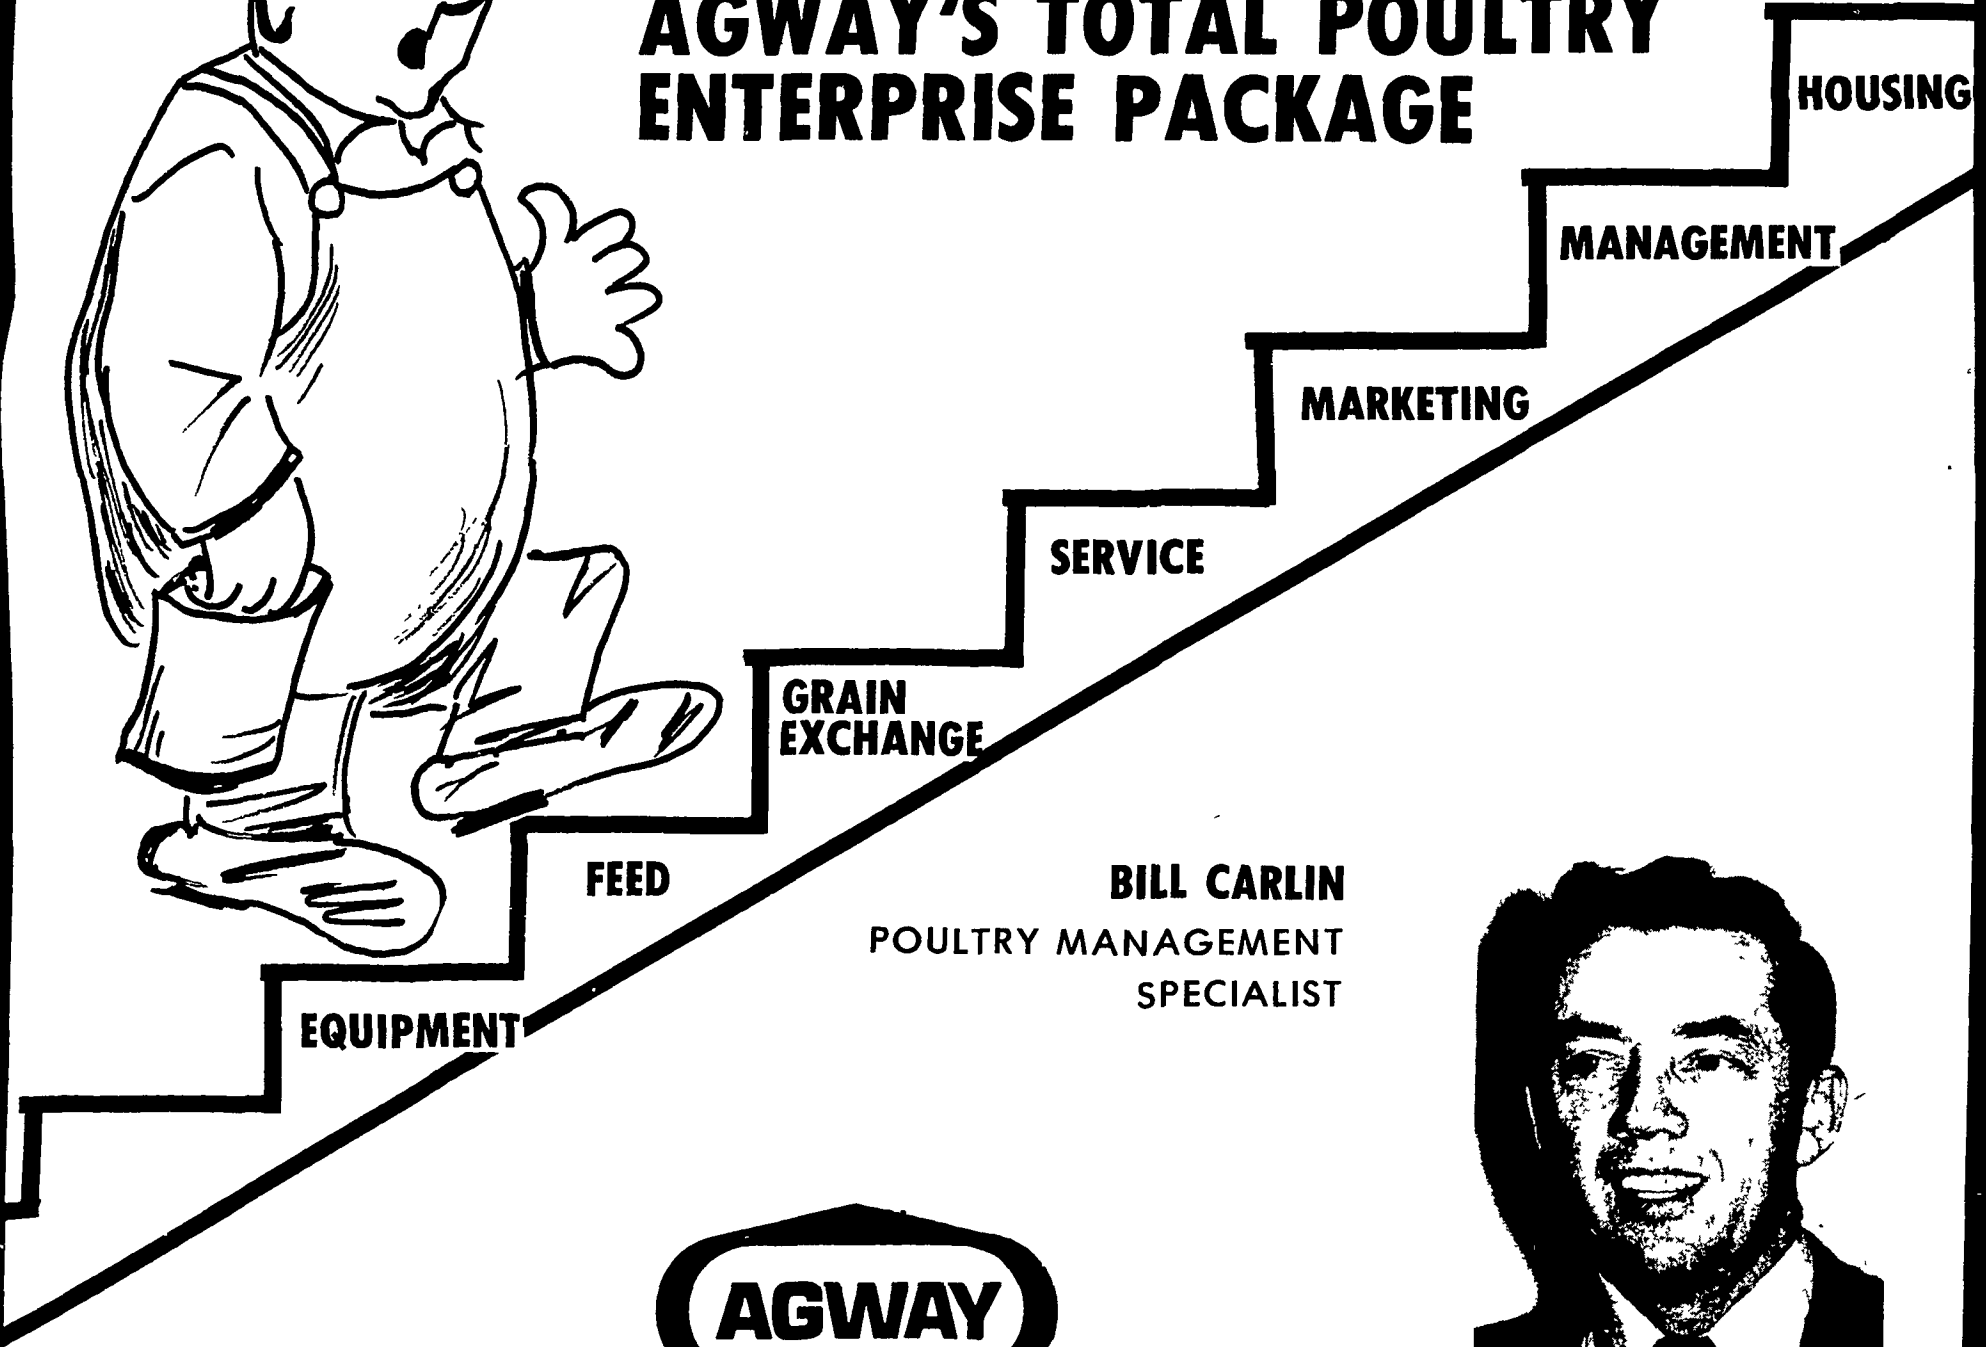 AGWAY'S TOTAL POULTRY
ENTERPRISE PACKAGE
HOUSING
MANAGEMENT
MARKETING
SERVICE
GRAIN
EXCHANGE
FEED
EQUIPMENT
BILL CARLIN
POULTRY MANAGEMENT
SPECIALIST
AGWAY